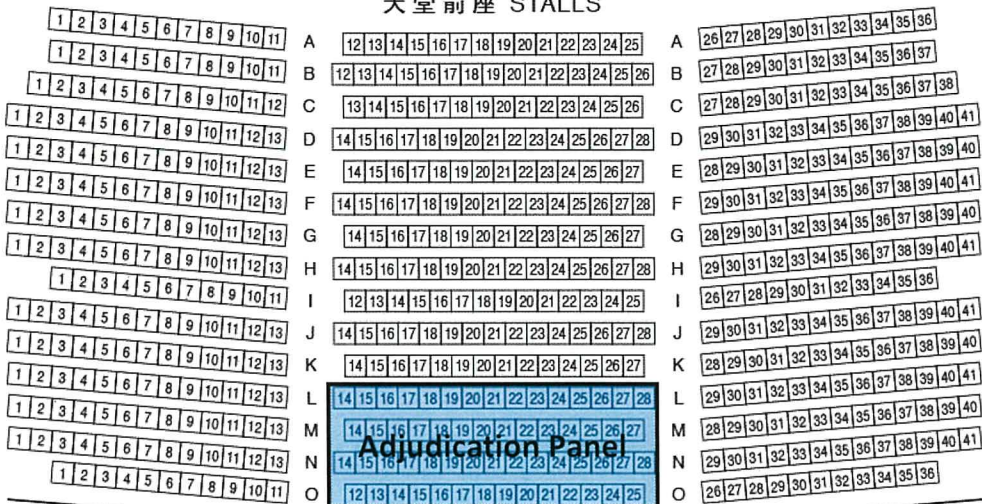 大堂前座 STALLS
1 2 3 4 5 6 7 8 9 10 11 A 12 13 14 15 16 17 18 19 20 21 22 23 24 25 A 26 27 28 29 30 31 32 33 34 35 36
1 2 3 4 5 6 7 8 9 10 11 B 12 13 14 15 16 17 18 19 20 21 22 23 24 25 26 B 27 28 29 30 31 32 33 34 35 36 37
1 2 3 4 5 6 7 8 9 10 11 12 C 13 14 15 16 17 18 19 20 21 22 23 24 25 26 C 27 28 29 30 31 32 33 34 35 36 37 38
1 2 3 4 5 6 7 8 9 10 11 12 13 D 14 15 16 17 18 19 20 21 22 23 24 25 26 27 28 D 29 30 31 32 33 34 35 36 37 38 39 40 41
1 2 3 4 5 6 7 8 9 10 11 12 13 E 14 15 16 17 18 19 20 21 22 23 24 25 26 27 E 28 29 30 31 32 33 34 35 36 37 38 39 40
1 2 3 4 5 6 7 8 9 10 11 12 13 F 14 15 16 17 18 19 20 21 22 23 24 25 26 27 28 F 29 30 31 32 33 34 35 36 37 38 39 40 41
1 2 3 4 5 6 7 8 9 10 11 12 13 G 14 15 16 17 18 19 20 21 22 23 24 25 26 27 G 28 29 30 31 32 33 34 35 36 37 38 39 40
1 2 3 4 5 6 7 8 9 10 11 12 13 H 14 15 16 17 18 19 20 21 22 23 24 25 26 27 28 H 29 30 31 32 33 34 35 36 37 38 39 40 41
1 2 3 4 5 6 7 8 9 10 11 I 12 13 14 15 16 17 18 19 20 21 22 23 24 25 I 26 27 28 29 30 31 32 33 34 35 36
1 2 3 4 5 6 7 8 9 10 11 12 13 J 14 15 16 17 18 19 20 21 22 23 24 25 26 27 28 J 29 30 31 32 33 34 35 36 37 38 39 40 41
1 2 3 4 5 6 7 8 9 10 11 12 13 K 14 15 16 17 18 19 20 21 22 23 24 25 26 27 K 28 29 30 31 32 33 34 35 36 37 38 39 40
1 2 3 4 5 6 7 8 9 10 11 12 13 L 14 15 16 17 18 19 20 21 22 23 24 25 26 27 28 L 29 30 31 32 33 34 35 36 37 38 39 40 41
1 2 3 4 5 6 7 8 9 10 11 12 13 M 14 15 16 17 18 19 20 21 22 23 24 25 26 27 M 28 29 30 31 32 33 34 35 36 37 38 39 40
Adjudication Panel
1 2 3 4 5 6 7 8 9 10 11 12 13 N 14 15 16 17 18 19 20 21 22 23 24 25 26 27 28 N 29 30 31 32 33 34 35 36 37 38 39 40 41
1 2 3 4 5 6 7 8 9 10 11 O 12 13 14 15 16 17 18 19 20 21 22 23 24 25 O 26 27 28 29 30 31 32 33 34 35 36